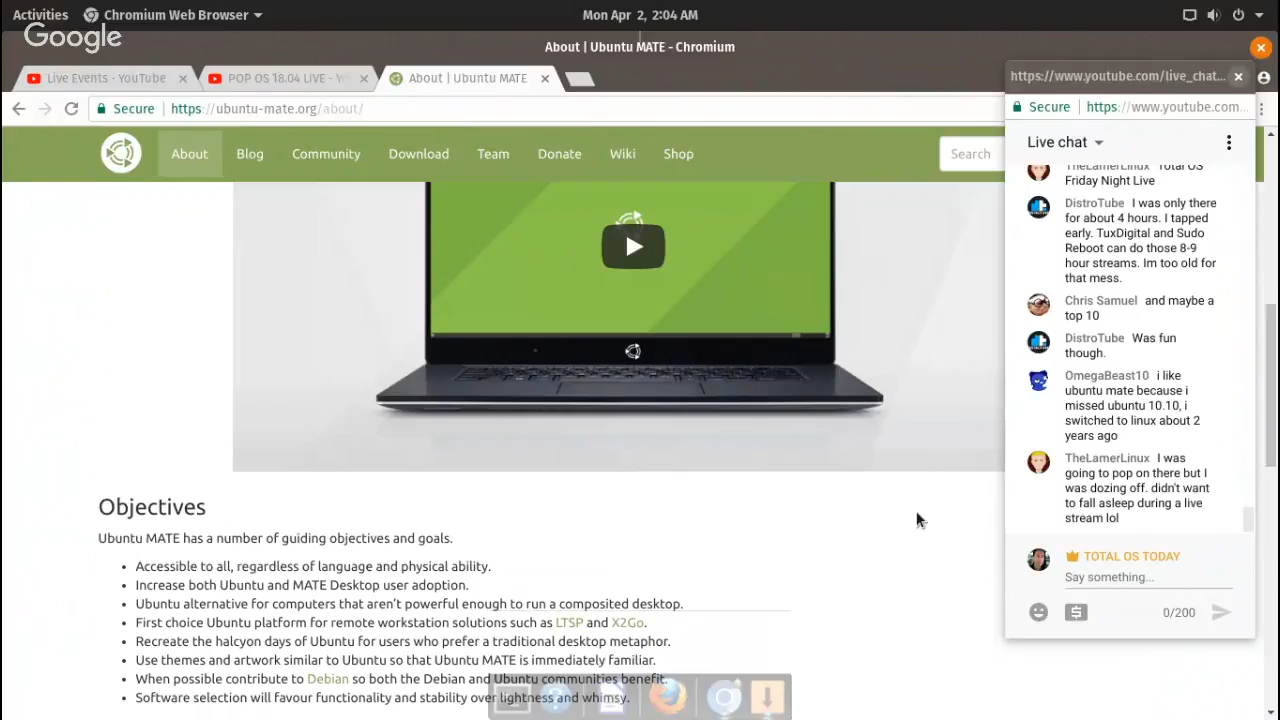 Activities Chromium Web Browser Mon Apr 2, 2:04 AM
Google
About | Ubuntu MATE - Chromium
Live Events - YouTube POP OS 18.04 LIVE - About | Ubuntu MATE
Secure https://ubuntu-mate.org/about/
About Blog Community Download Team Donate Wiki Shop Search
Objectives
Ubuntu MATE has a number of guiding objectives and goals.
• Accessible to all, regardless of language and physical ability.
• Increase both Ubuntu and MATE Desktop user adoption.
• Ubuntu alternative for computers that aren't powerful enough to run a composited desktop.
• First choice Ubuntu platform for remote workstation solutions such as LTSP and X2Go.
• Recreate the halcyon days of Ubuntu for users who prefer a traditional desktop metaphor.
• Use themes and artwork similar to Ubuntu so that Ubuntu MATE is immediately familiar.
• When possible contribute to Debian so both the Debian and Ubuntu communities benefit.
• Software selection will favour functionality and stability over lightness and whimsy.
https://www.youtube.com/live_chat...
Secure https://www.youtube.com...
Live chat
TheLamerLinux Total OS
Friday Night Live
DistroTube I was only there
for about 4 hours. I tapped
early. TuxDigital and Sudo
Reboot can do those 8-9
hour streams. Im too old for
that mess.
Chris Samuel and maybe a
top 10
DistroTube Was fun
though.
OmegaBeast10 i like
ubuntu mate because i
missed ubuntu 10.10, i
switched to linux about 2
years ago
TheLamerLinux I was
going to pop on there but I
was dozing off. didn't want
to fall asleep during a live
stream lol
TOTAL OS TODAY
Say something...
0/200